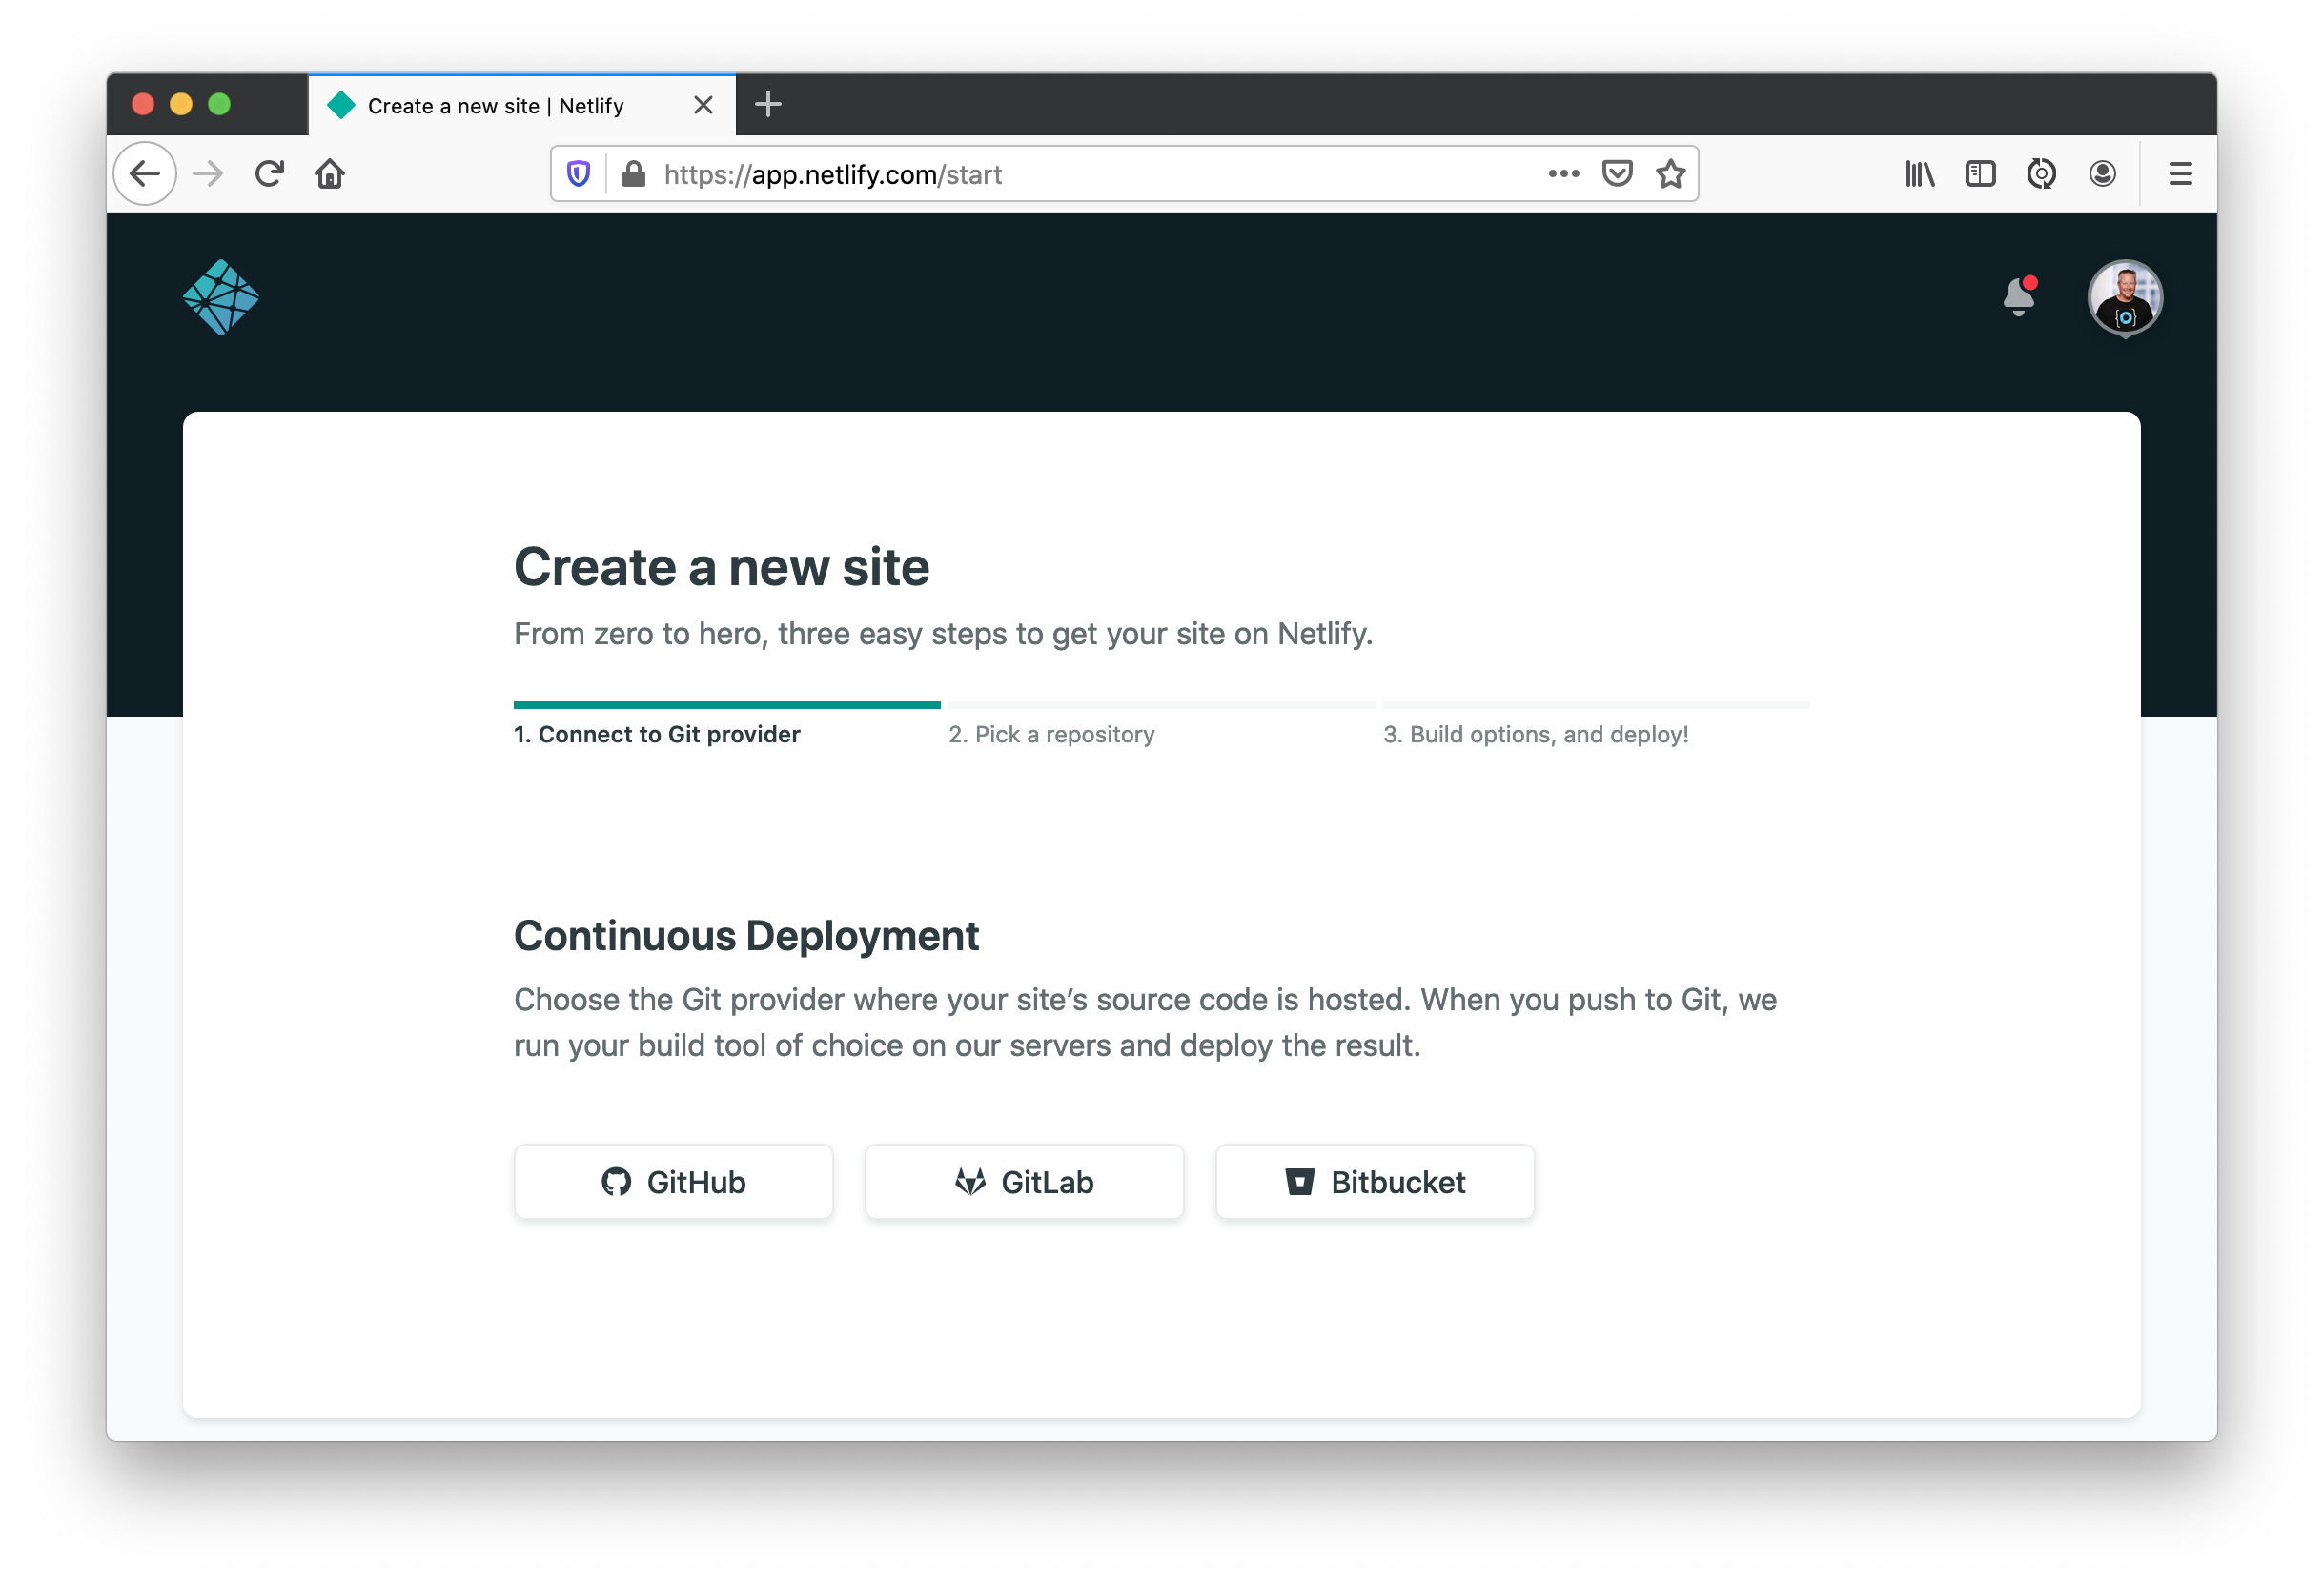 Create a new site | Netlify
https://app.netlify.com/start
Create a new site
From zero to hero, three easy steps to get your site on Netlify.
1. Connect to Git provider
2. Pick a repository
3. Build options, and deploy!
Continuous Deployment
Choose the Git provider where your site’s source code is hosted. When you push to Git, we
run your build tool of choice on our servers and deploy the result.
GitHub
GitLab
Bitbucket